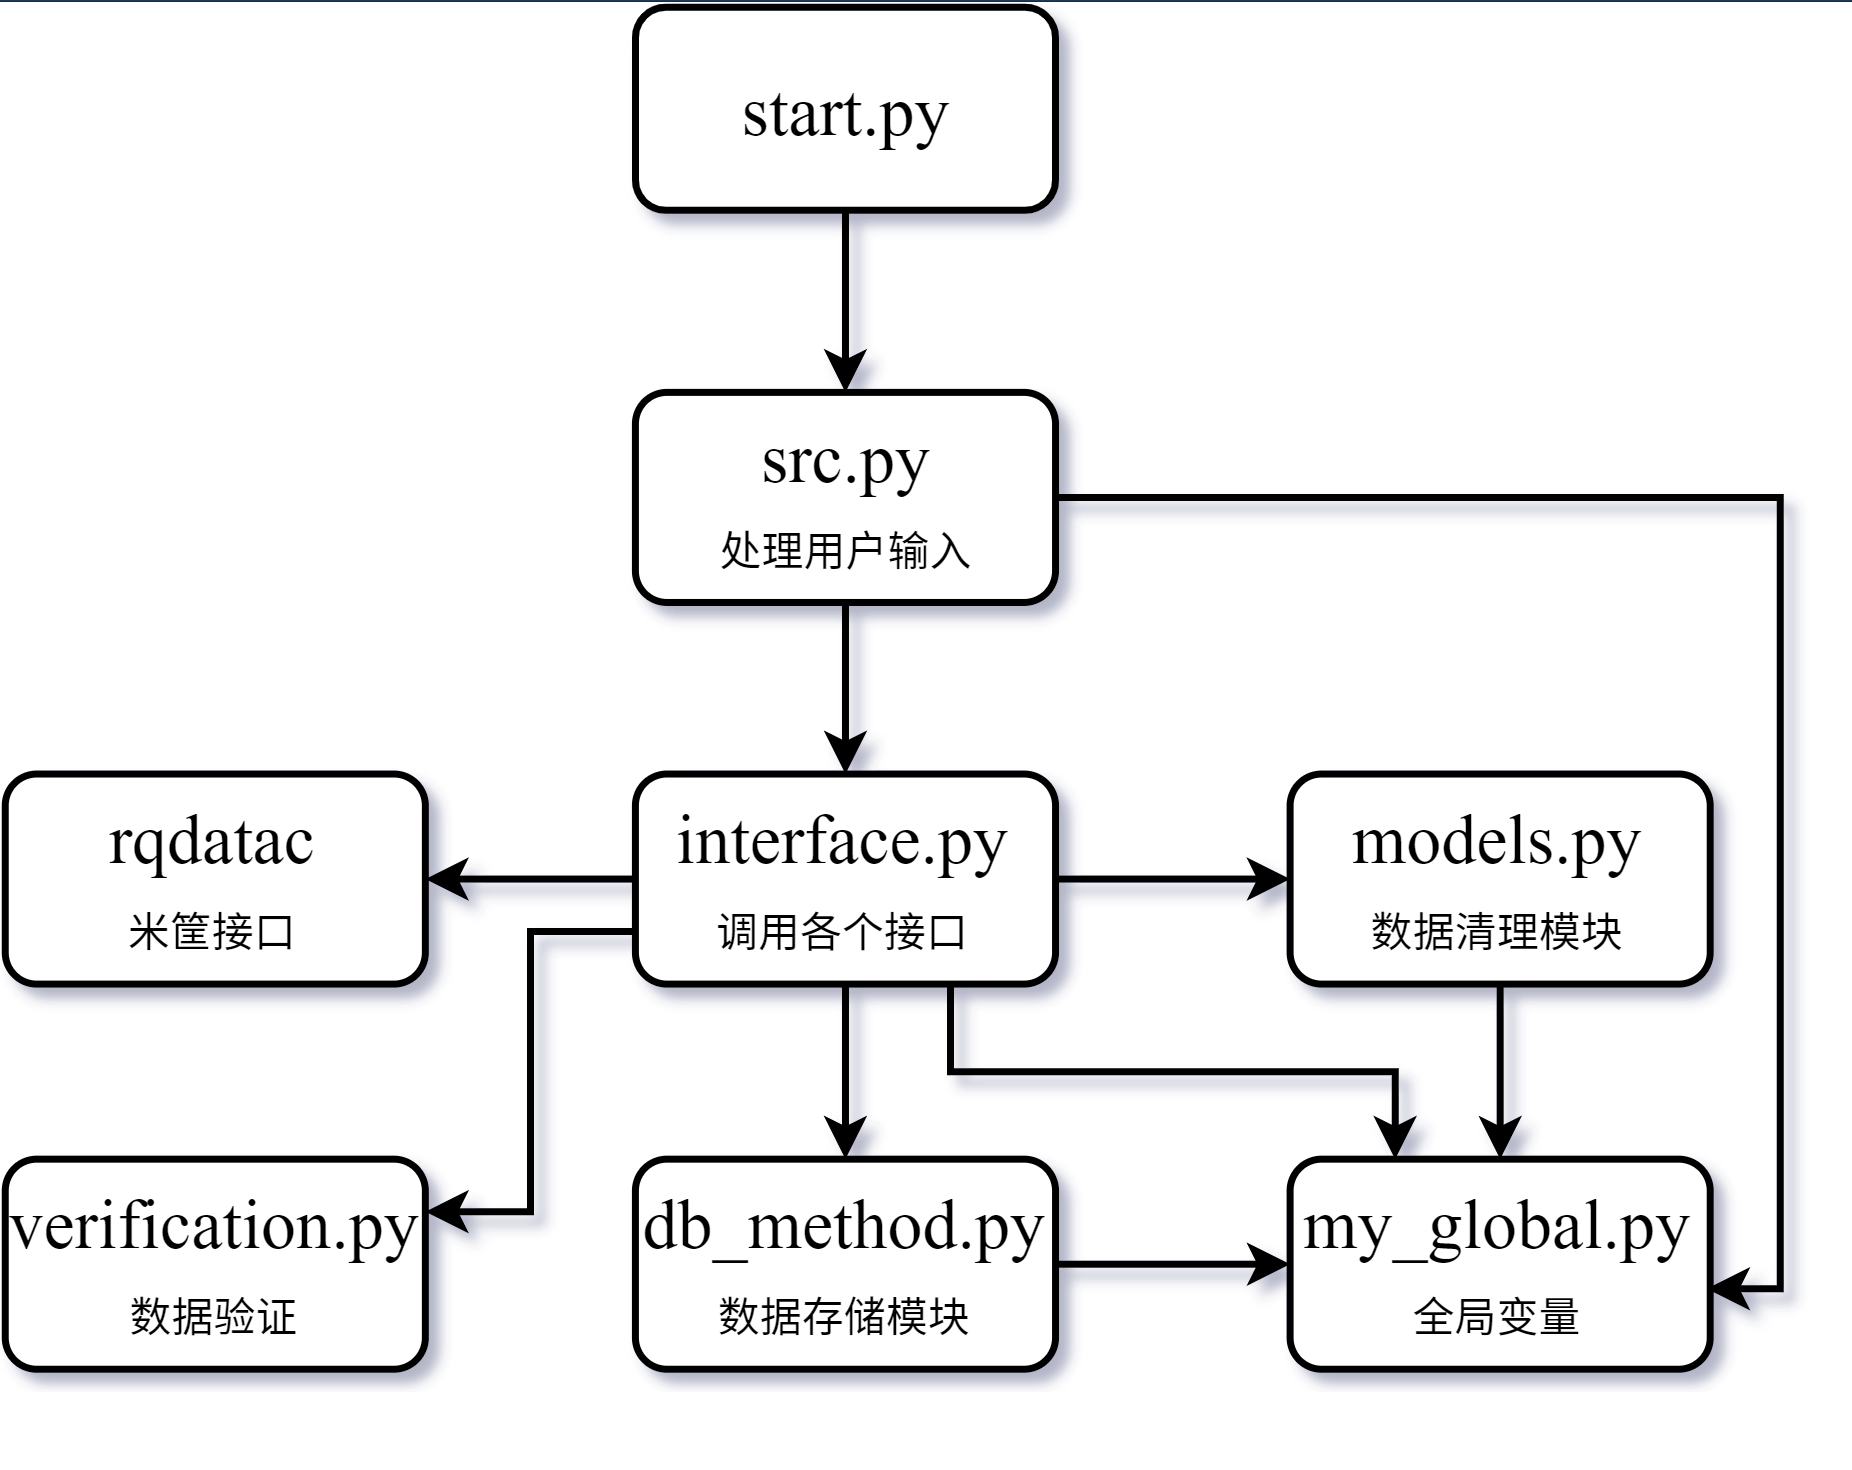 start.py
src.py
处理用户输入
rqdatac
米筐接口
interface.py
调用各个接口
models.py
数据清理模块
verification.py
数据验证
db_method.py
数据存储模块
my_global.py
全局变量